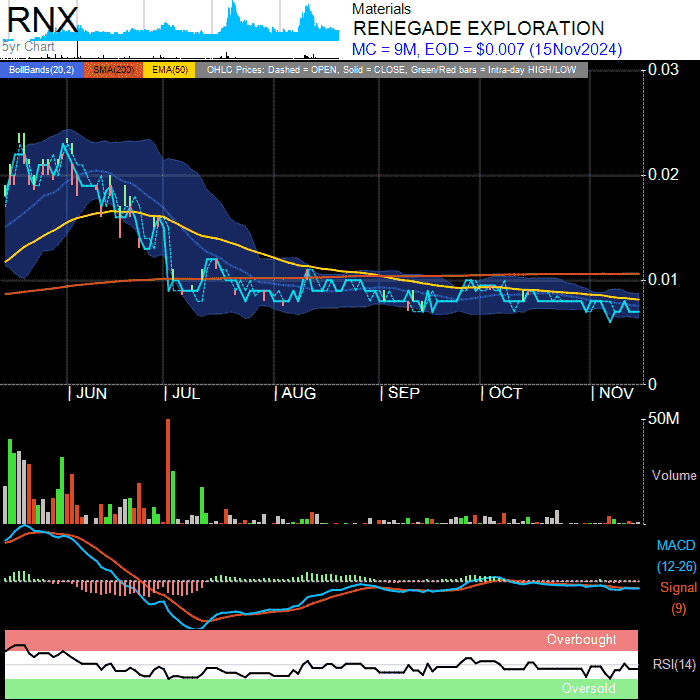 RNX
5yr Chart
Materials
RENEGADE EXPLORATION
MC = 9M, EOD = $0.007 (15Nov2024)
BollBands(20,2) SMA(200) EMA(50) OHLC Prices: Dashed = OPEN, Solid = CLOSE, Green/Red bars = Intra-day HIGH/LOW
0.03
0.02
0.01
0
| JUN | JUL | AUG | SEP | OCT | NOV
50M
Volume
MACD
(12-26)
Signal
(9)
Overbought
RSI(14)
Oversold